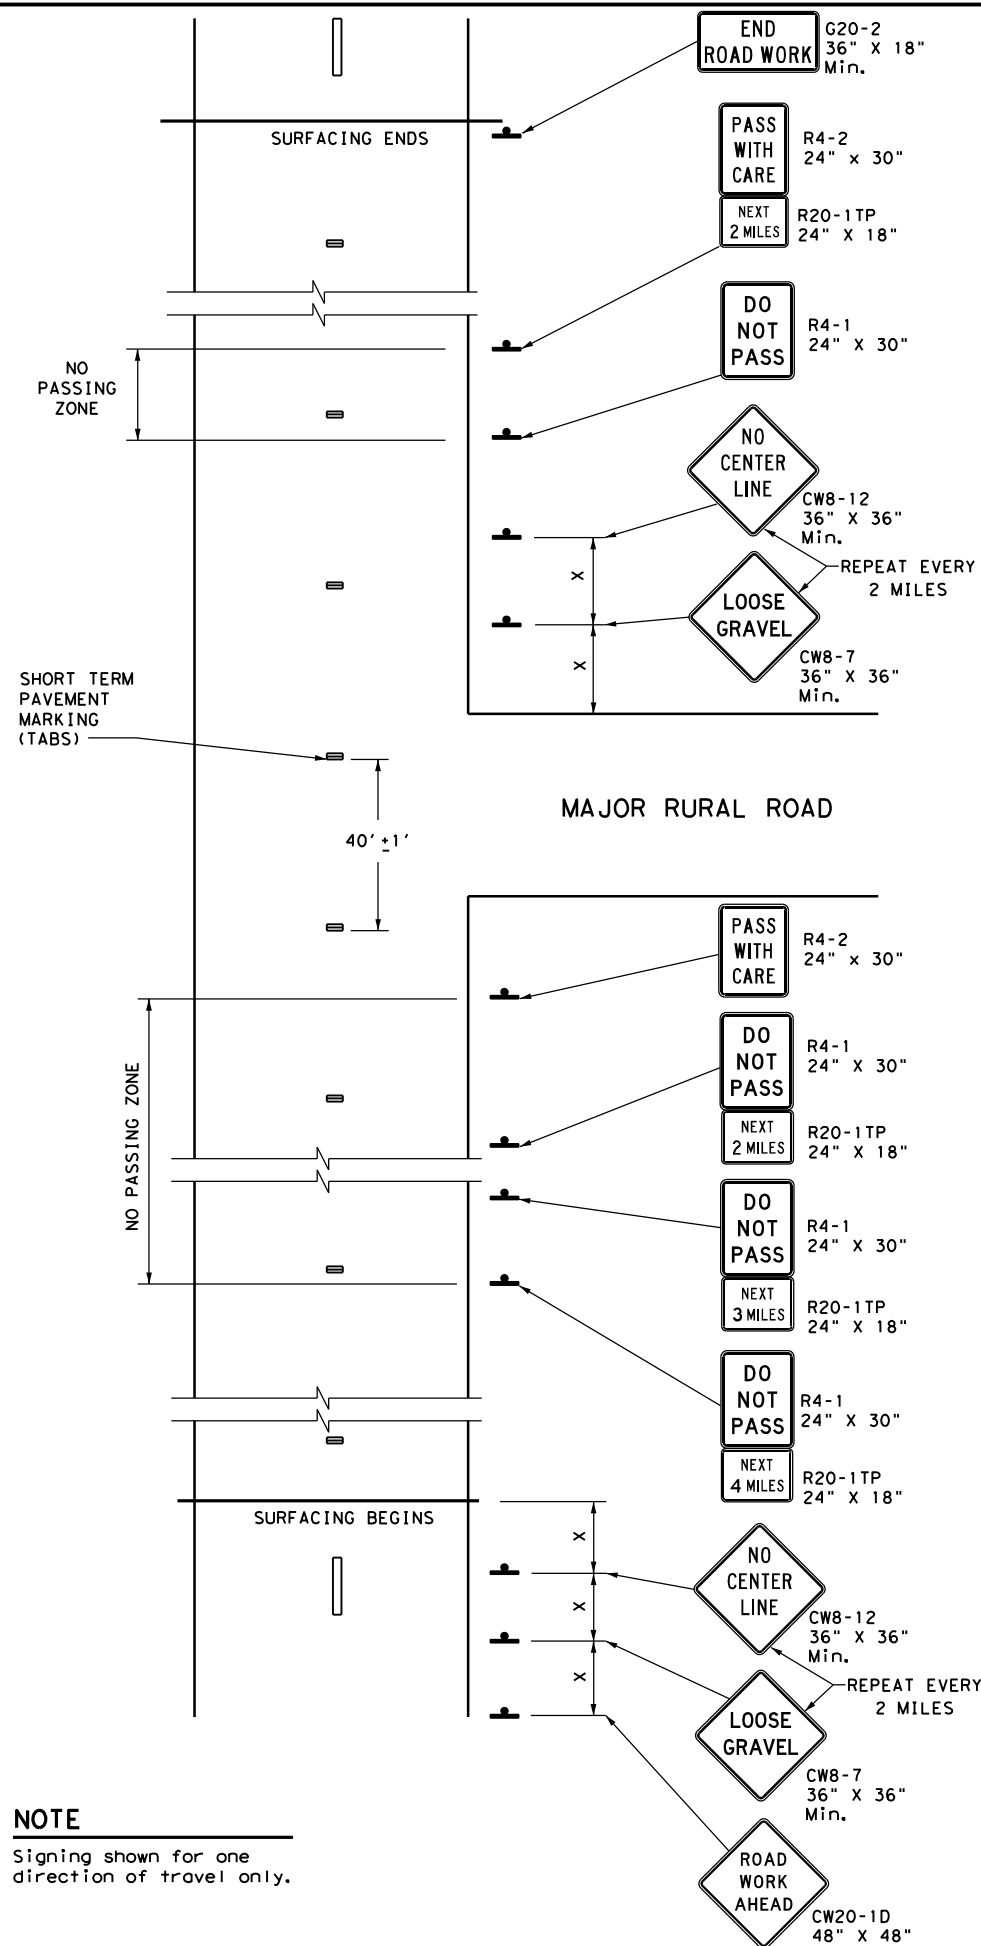 END
ROAD WORK
G20-2
36" X 18"
Min.
SURFACING ENDS
PASS
WITH
CARE
R4-2
24" x 30"
NEXT
2 MILES
R20-1TP
24" X 18"
DO
NOT
PASS
R4-1
24" X 30"
NO
PASSING
ZONE
NO
CENTER
LINE
CW8-12
36" X 36"
Min.
X
REPEAT EVERY
2 MILES
LOOSE
GRAVEL
CW8-7
36" X 36"
Min.
X
SHORT TERM
PAVEMENT
MARKING
(TABS)
40' ±1'
MAJOR RURAL ROAD
PASS
WITH
CARE
R4-2
24" x 30"
NO PASSING ZONE
DO
NOT
PASS
R4-1
24" X 30"
NEXT
2 MILES
R20-1TP
24" X 18"
DO
NOT
PASS
R4-1
24" X 30"
NEXT
3 MILES
R20-1TP
24" X 18"
DO
NOT
PASS
R4-1
24" X 30"
NEXT
4 MILES
R20-1TP
24" X 18"
SURFACING BEGINS
X
NO
CENTER
LINE
CW8-12
36" X 36"
Min.
X
REPEAT EVERY
2 MILES
X
LOOSE
GRAVEL
CW8-7
36" X 36"
Min.
NOTE
Signing shown for one
direction of travel only.
ROAD
WORK
AHEAD
CW20-1D
48" X 48"